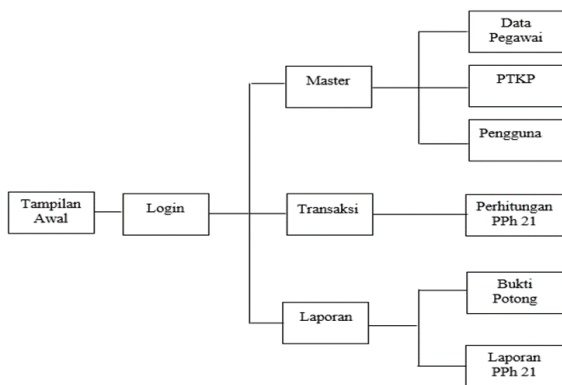 Data
Pegawai
Master
PTKP
Pengguna
Tampilan
Awal
Login
Transaksi
Perhitungan
PPh 21
Bukti
Potong
Laporan
Laporan
PPh 21